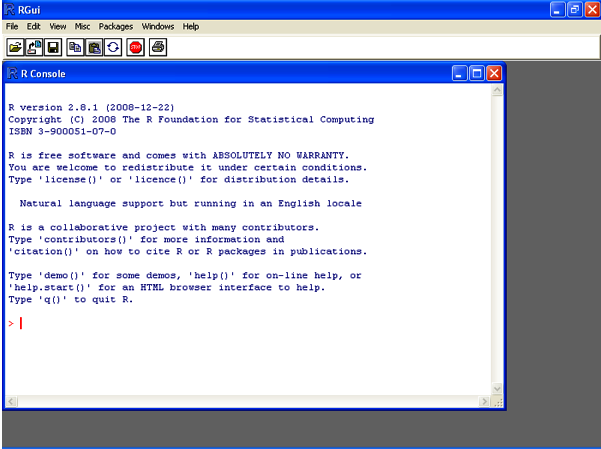 RGui
File Edit View Misc Packages Windows Help
STOP
R Console
R version 2.8.1 (2008-12-22)
Copyright (C) 2008 The R Foundation for Statistical Computing
ISBN 3-900051-07-0
R is free software and comes with ABSOLUTELY NO WARRANTY.
You are welcome to redistribute it under certain conditions.
Type 'license()' or 'licence()' for distribution details.
Natural language support but running in an English locale
R is a collaborative project with many contributors.
Type 'contributors()' for more information and
'citation()' on how to cite R or R packages in publications.
Type 'demo()' for some demos, 'help()' for on-line help, or
'help.start()' for an HTML browser interface to help.
Type 'q()' to quit R.
>